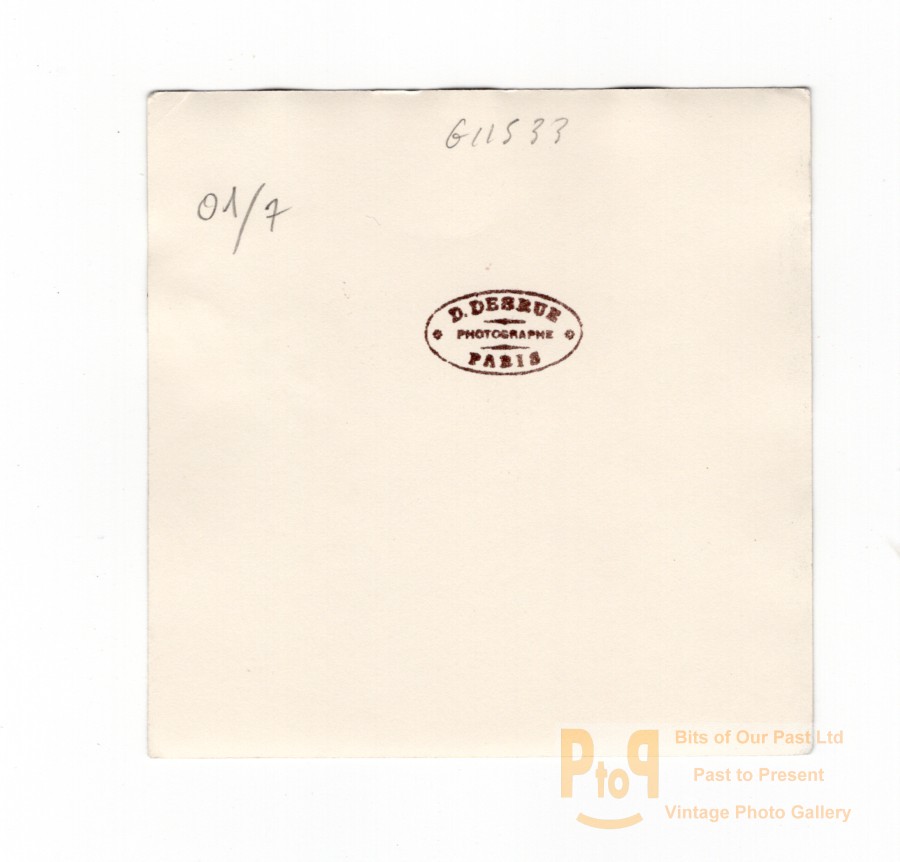 G11533
01/7
D. DESRUE
PHOTOGRAPHE
PARIS
PtoP
Bits of Our Past Ltd
Past to Present
Vintage Photo Gallery